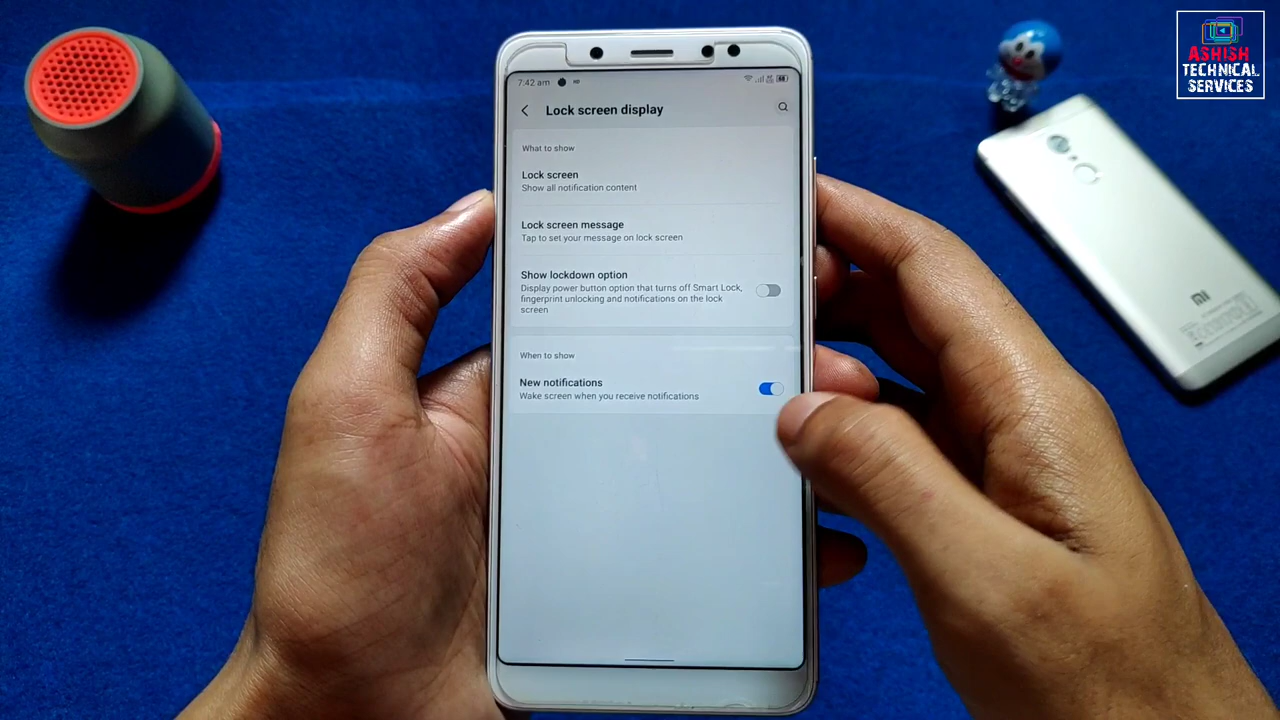 7:42 am
Lock screen display
What to show
Lock screen
Show all notification content
Lock screen message
Tap to set your message on lock screen
Show lockdown option
Display power button option that turns off Smart Lock,
fingerprint unlocking and notifications on the lock
screen
When to show
New notifications
Wake screen when you receive notifications
ASHISH
TECHNICAL
SERVICES
mi